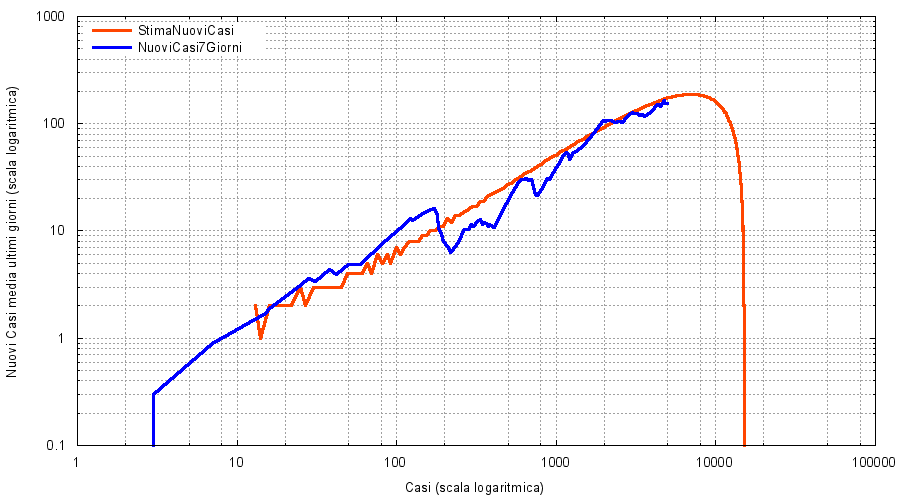 1000
StimaNuoviCasi
NuoviCasi7Giorni
100
10
1
0.1
Nuovi Casi media ultimi giorni (scala logaritmica)
1 10 100 1000 10000 100000
Casi (scala logaritmica)